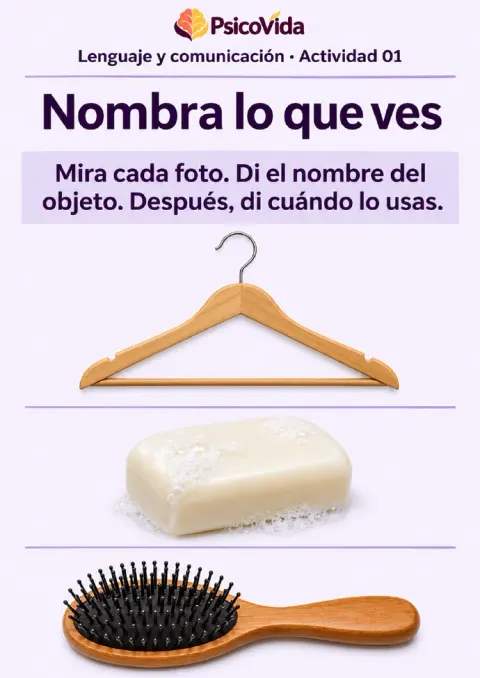 PsicoVida
Lenguaje y comunicación · Actividad 01
Nombra lo que ves
Mira cada foto. Di el nombre del
objeto. Después, di cuándo lo usas.